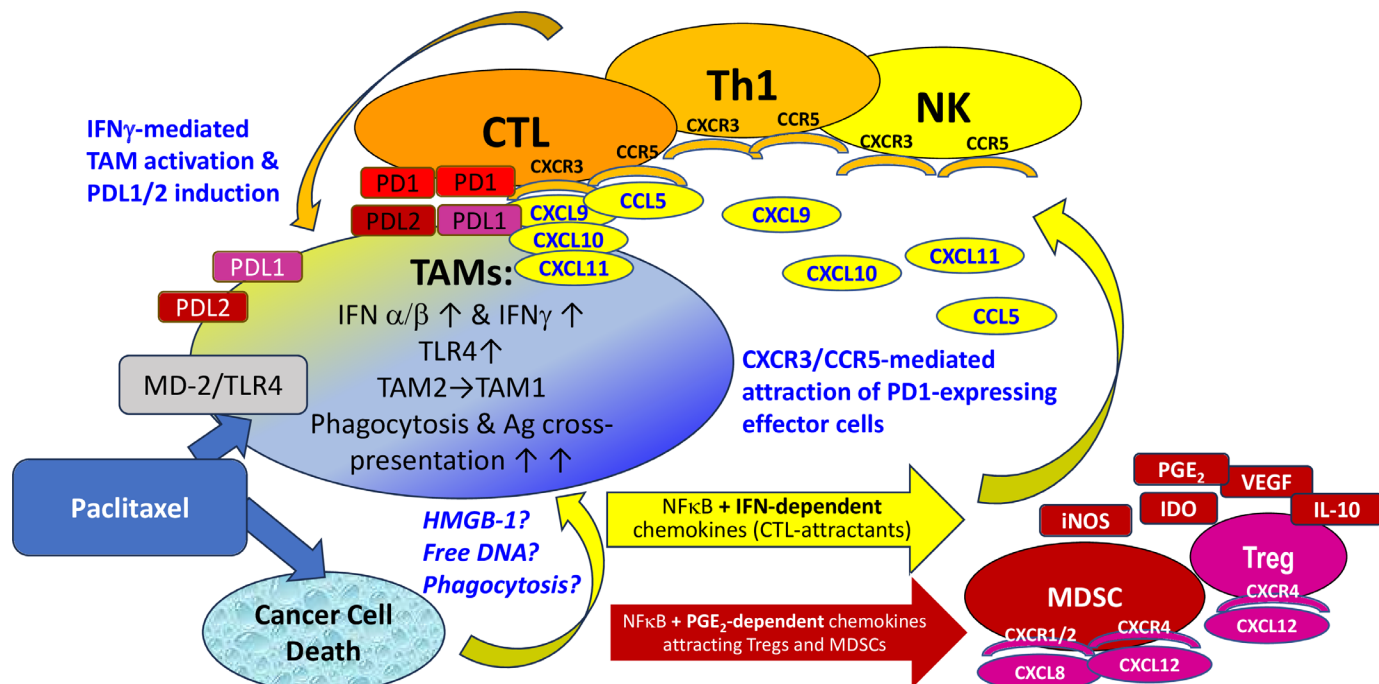 Th1
CXCR3
CCR5
NK
CXCR3
CCR5
CTL
CXCR3
CCR5
IFNγ-mediated
TAM activation &
PDL1/2 induction
PD1
PD1
PDL2
PDL1
CXCL9
CCL5
CXCL10
CXCL11
CXCL9
CXCL10
CXCL11
CCL5
PDL1
PDL2
TAMs:
IFN α/β ↑ & IFNγ ↑
TLR4↑
TAM2→TAM1
Phagocytosis & Ag cross-
presentation ↑ ↑
MD-2/TLR4
CXCR3/CCR5-mediated
attraction of PD1-expressing
effector cells
Paclitaxel
HMGB-1?
Free DNA?
Phagocytosis?
Cancer Cell
Death
NFκB + IFN-dependent
chemokines (CTL-attractants)
NFκB + PGE₂-dependent chemokines
attracting Tregs and MDSCs
PGE₂
VEGF
iNOS
IDO
IL-10
Treg
CXCR4
CXCL12
MDSC
CXCR1/2
CXCR4
CXCL8
CXCL12